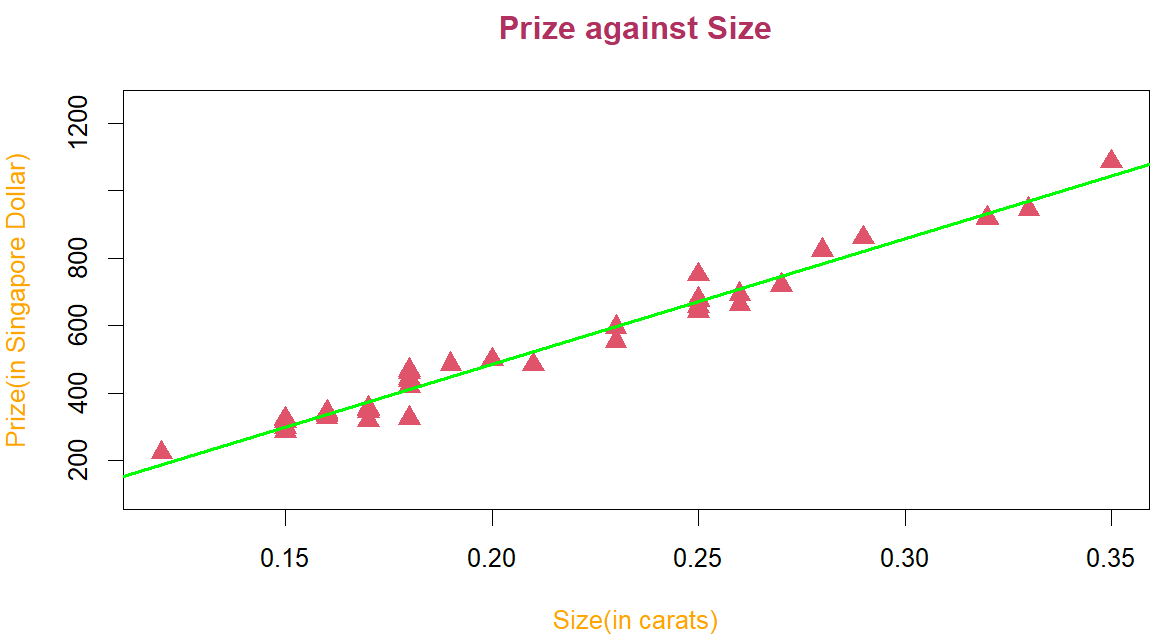 Prize against Size
Prize(in Singapore Dollar)
1200
800
600
400
200
0.15 0.20 0.25 0.30 0.35
Size(in carats)